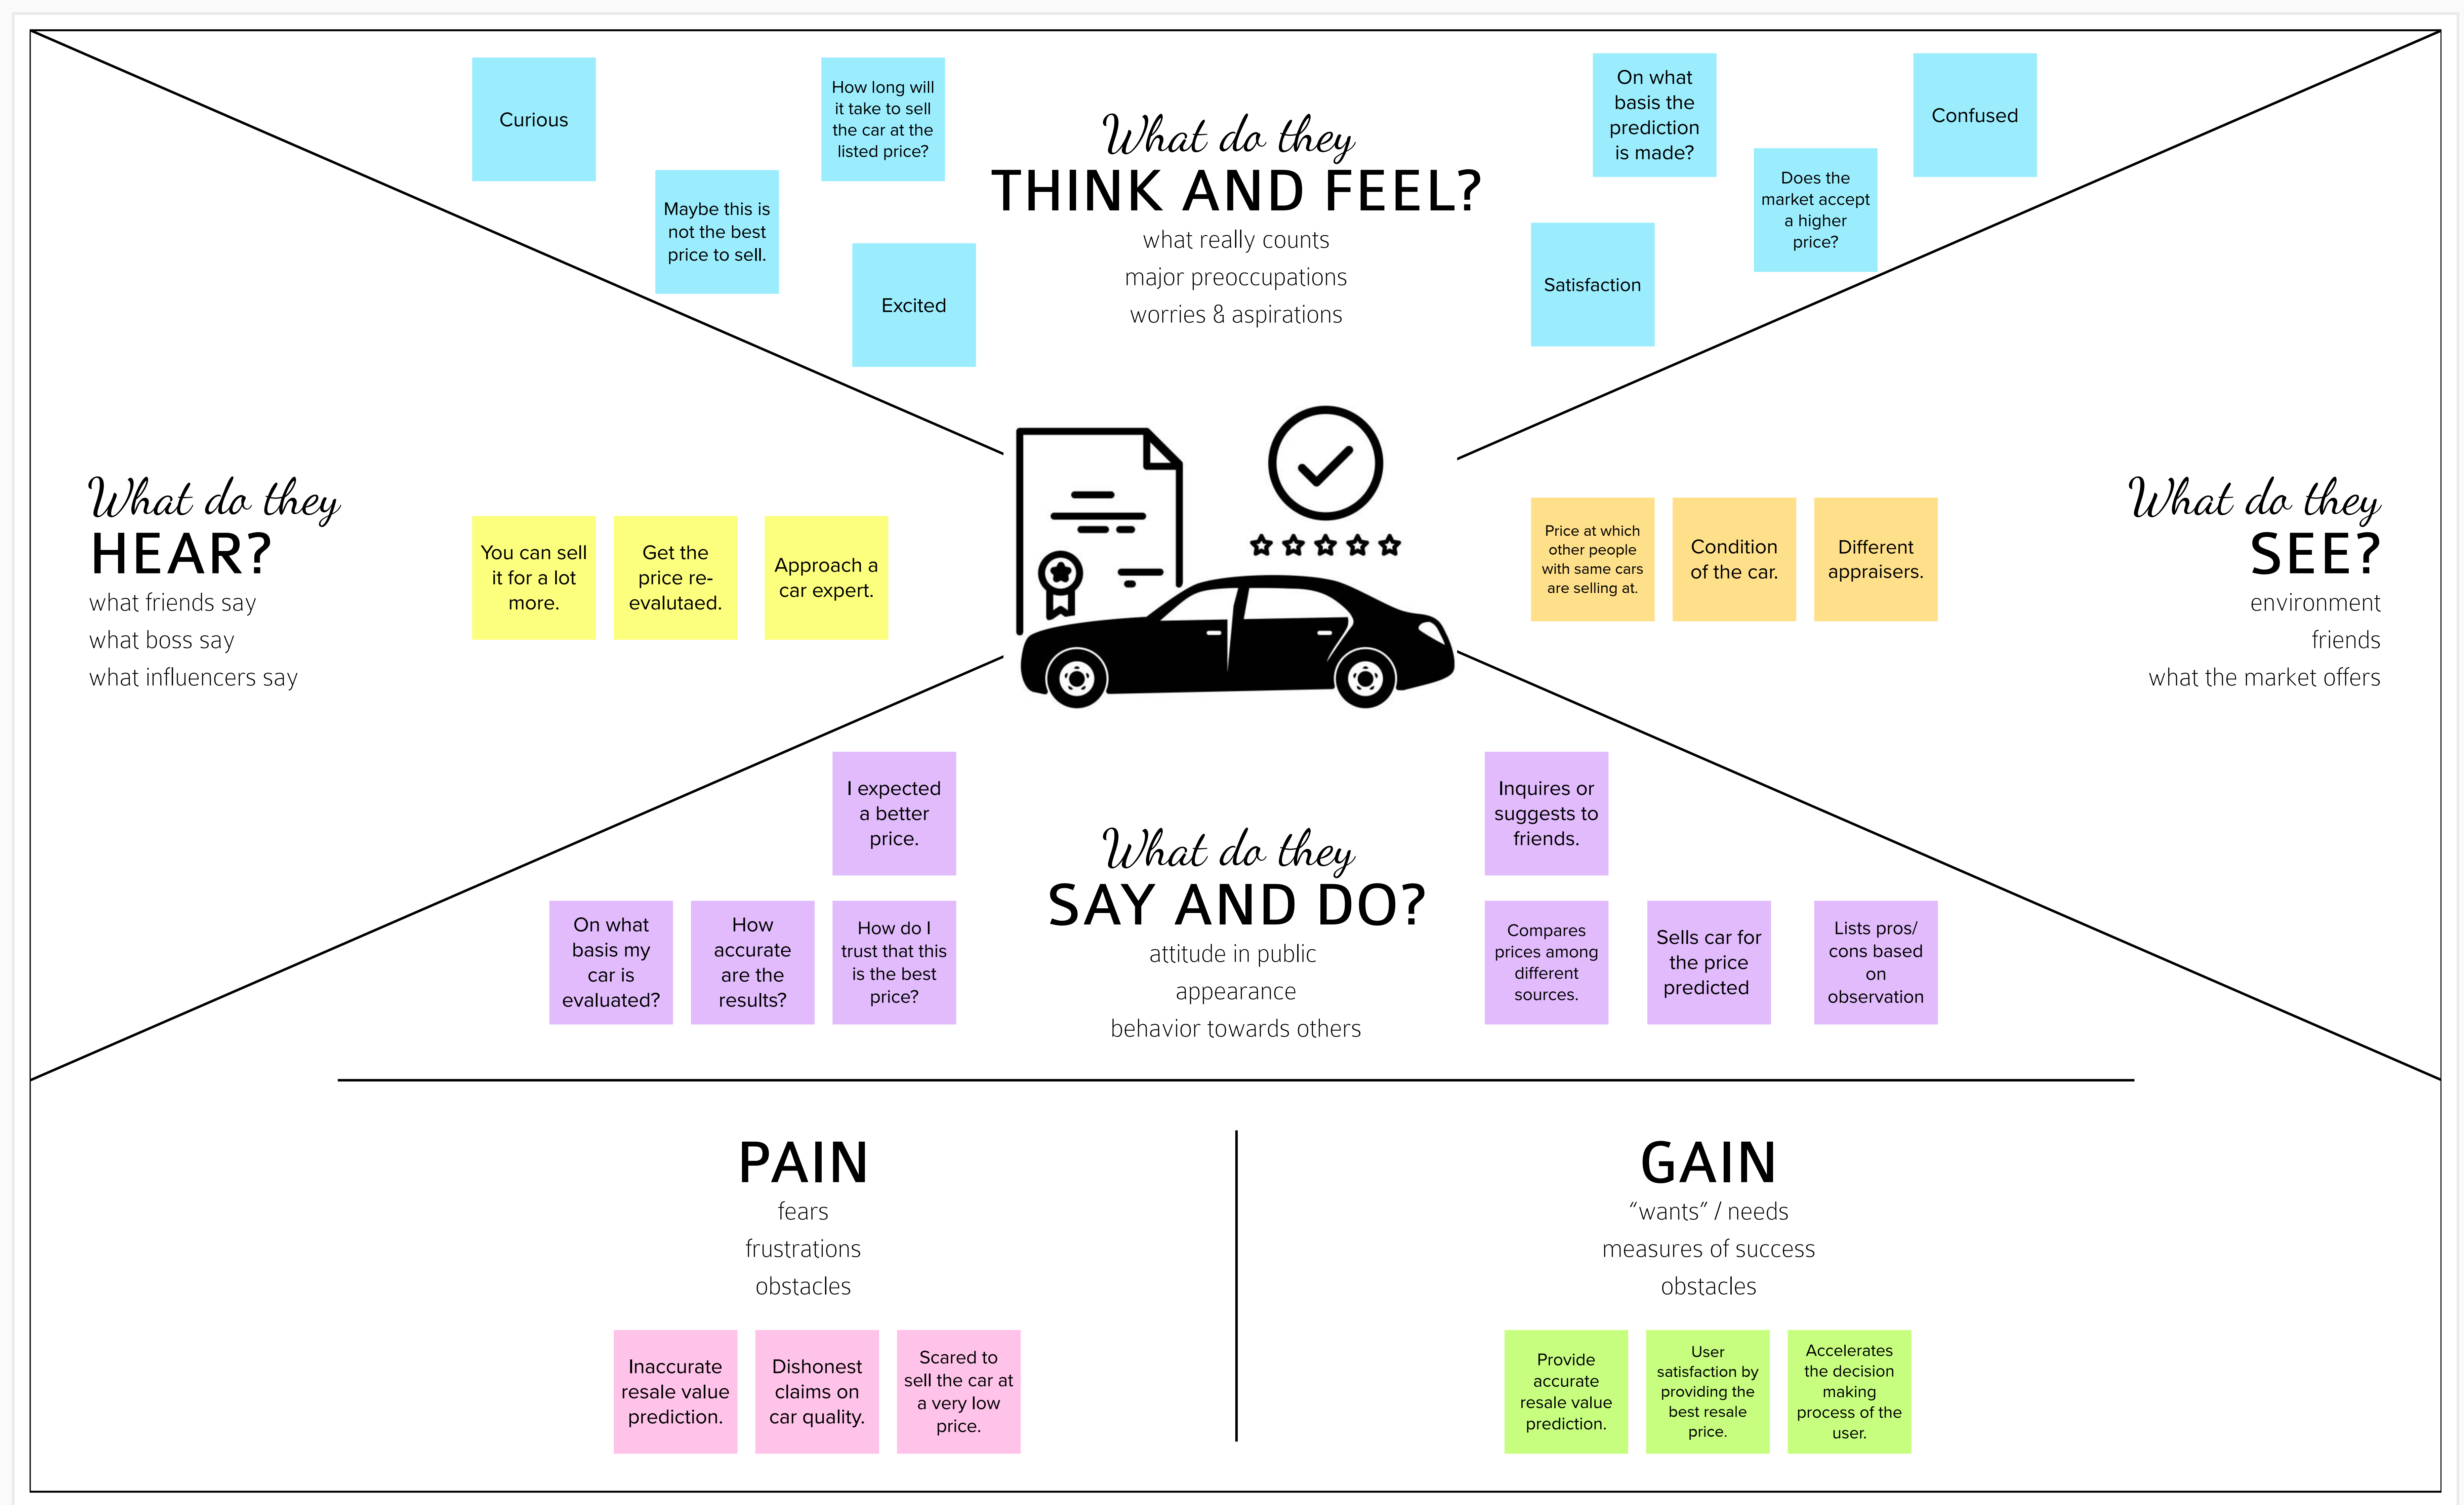 Curious
How long will
it take to sell
the car at the
listed price?
Maybe this is
not the best
price to sell.
Excited
What do they
THINK AND FEEL?
what really counts
major preoccupations
worries & aspirations
On what
basis the
prediction
is made?
Confused
Does the
market accept
a higher
price?
Satisfaction
What do they
HEAR?
what friends say
what boss say
what influencers say
You can sell
it for a lot
more.
Get the
price re-
evalutaed.
Approach a
car expert.
Price at which
other people
with same cars
are selling at.
Condition
of the car.
Different
appraisers.
What do they
SEE?
environment
friends
what the market offers
I expected
a better
price.
On what
basis my
car is
evaluated?
How
accurate
are the
results?
How do I
trust that this
is the best
price?
What do they
SAY AND DO?
attitude in public
appearance
behavior towards others
Inquires or
suggests to
friends.
Compares
prices among
different
sources.
Sells car for
the price
predicted
Lists pros/
cons based
on
observation
PAIN
fears
frustrations
obstacles
Inaccurate
resale value
prediction.
Dishonest
claims on
car quality.
Scared to
sell the car at
a very low
price.
GAIN
“wants” / needs
measures of success
obstacles
Provide
accurate
resale value
prediction.
User
satisfaction by
providing the
best resale
price.
Accelerates
the decision
making
process of the
user.